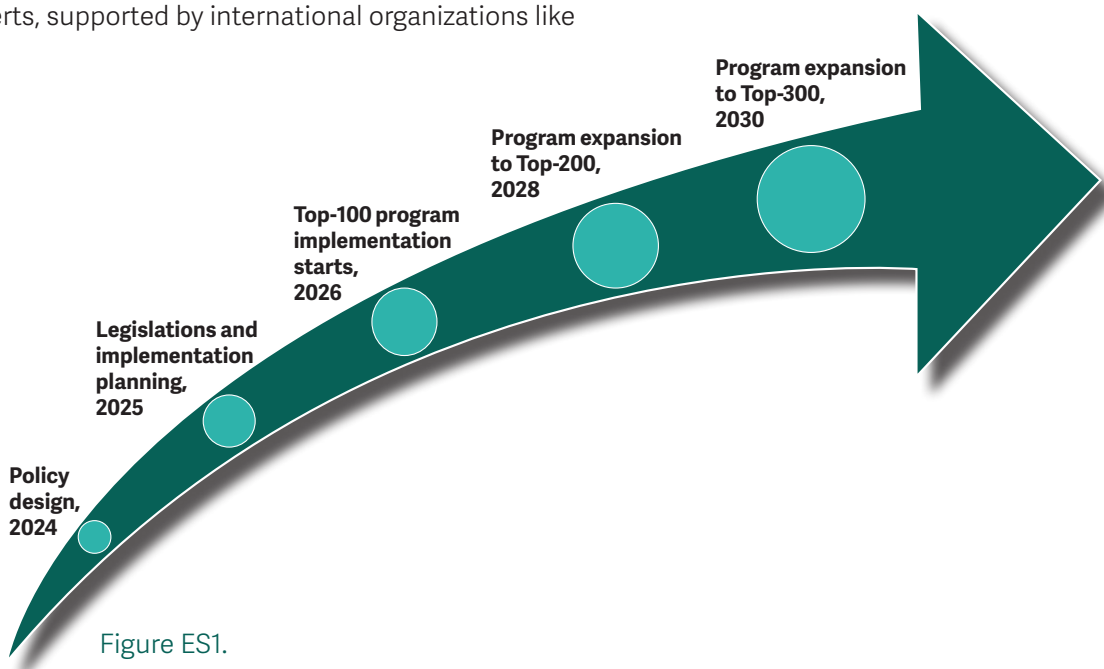 erts, supported by international organizations like
Program expansion
to Top-300,
2030
Program expansion
to Top-200,
2028
Top-100 program
implementation
starts,
2026
Legislations and
implementation
planning,
2025
Policy
design,
2024
Figure ES1.